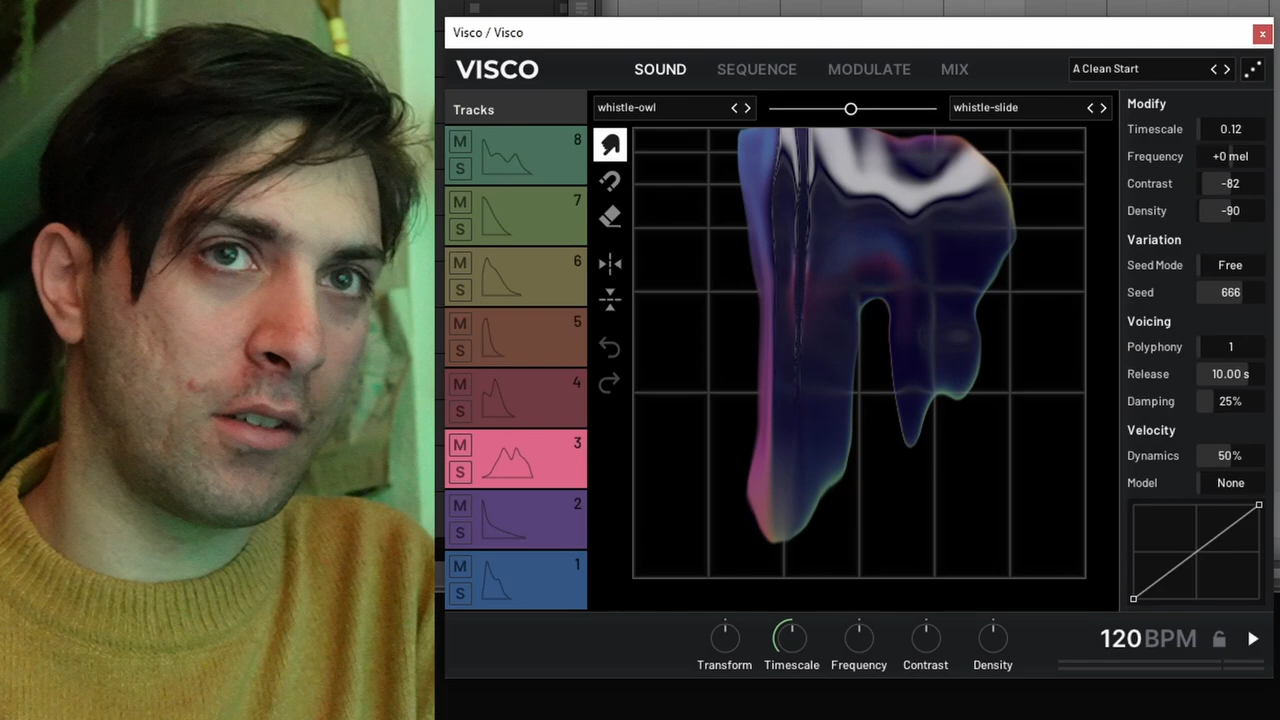 Visco / Visco
x
VISCO
SOUND
SEQUENCE
MODULATE
MIX
A Clean Start
Tracks
whistle-owl
whistle-slide
M
S
8
M
S
7
M
S
6
M
S
5
M
S
4
M
S
3
M
S
2
M
S
1
Modify
Timescale 0.12
Frequency +0 mel
Contrast -82
Density -90
Variation
Seed Mode Free
Seed 666
Voicing
Polyphony 1
Release 10.00 s
Damping 25%
Velocity
Dynamics 50%
Model None
Transform
Timescale
Frequency
Contrast
Density
120 BPM